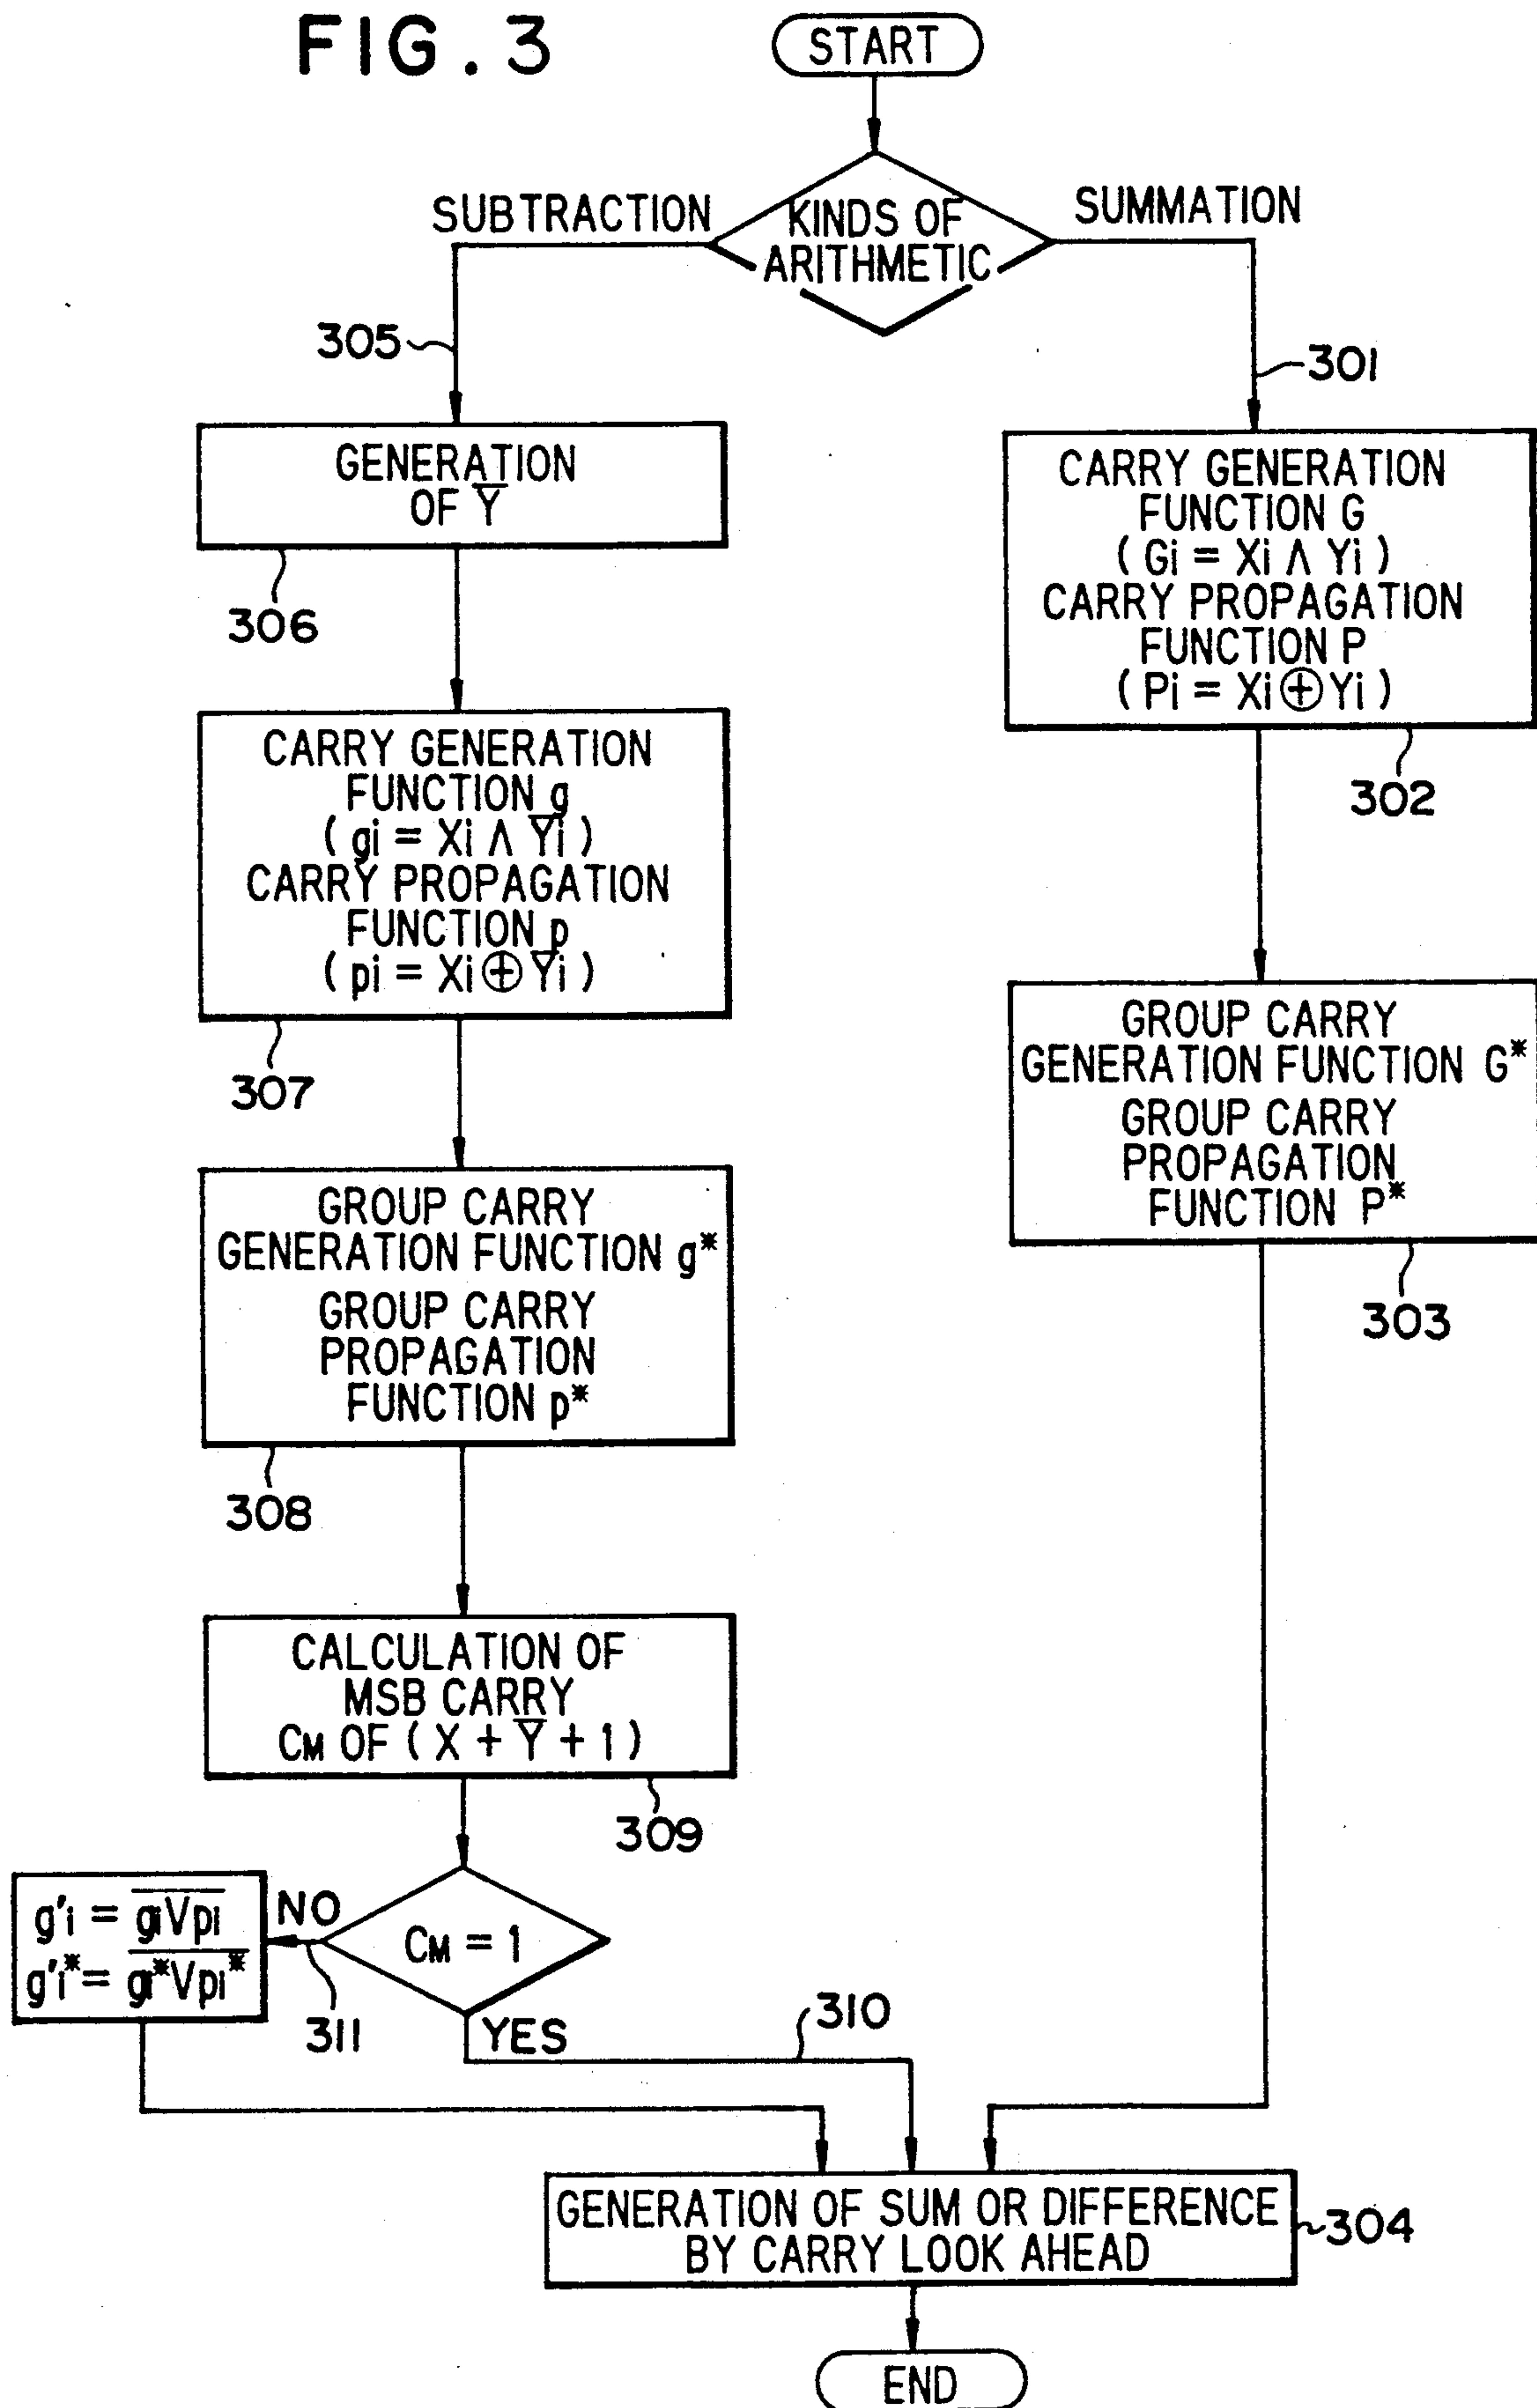 FIG. 3
START
KINDS OF
ARITHMETIC
SUBTRACTION
SUMMATION
305
301
GENERATION
OF Y̅
306
CARRY GENERATION
FUNCTION G
( Gi = Xi Λ Yi )
CARRY PROPAGATION
FUNCTION P
( Pi = Xi ⊕ Yi )
302
CARRY GENERATION
FUNCTION g
( gi = Xi Λ Y̅i )
CARRY PROPAGATION
FUNCTION p
( pi = Xi ⊕ Y̅i )
307
GROUP CARRY
GENERATION FUNCTION G*
GROUP CARRY
PROPAGATION
FUNCTION P*
303
GROUP CARRY
GENERATION FUNCTION g*
GROUP CARRY
PROPAGATION
FUNCTION p*
308
CALCULATION OF
MSB CARRY
CM OF ( X + Y̅ + 1 )
309
CM = 1
NO
311
g'i = g̅i̅V̅p̅i̅
g'i* = g̅i̅*̅V̅p̅i̅*̅
YES
310
GENERATION OF SUM OR DIFFERENCE
BY CARRY LOOK AHEAD
304
END